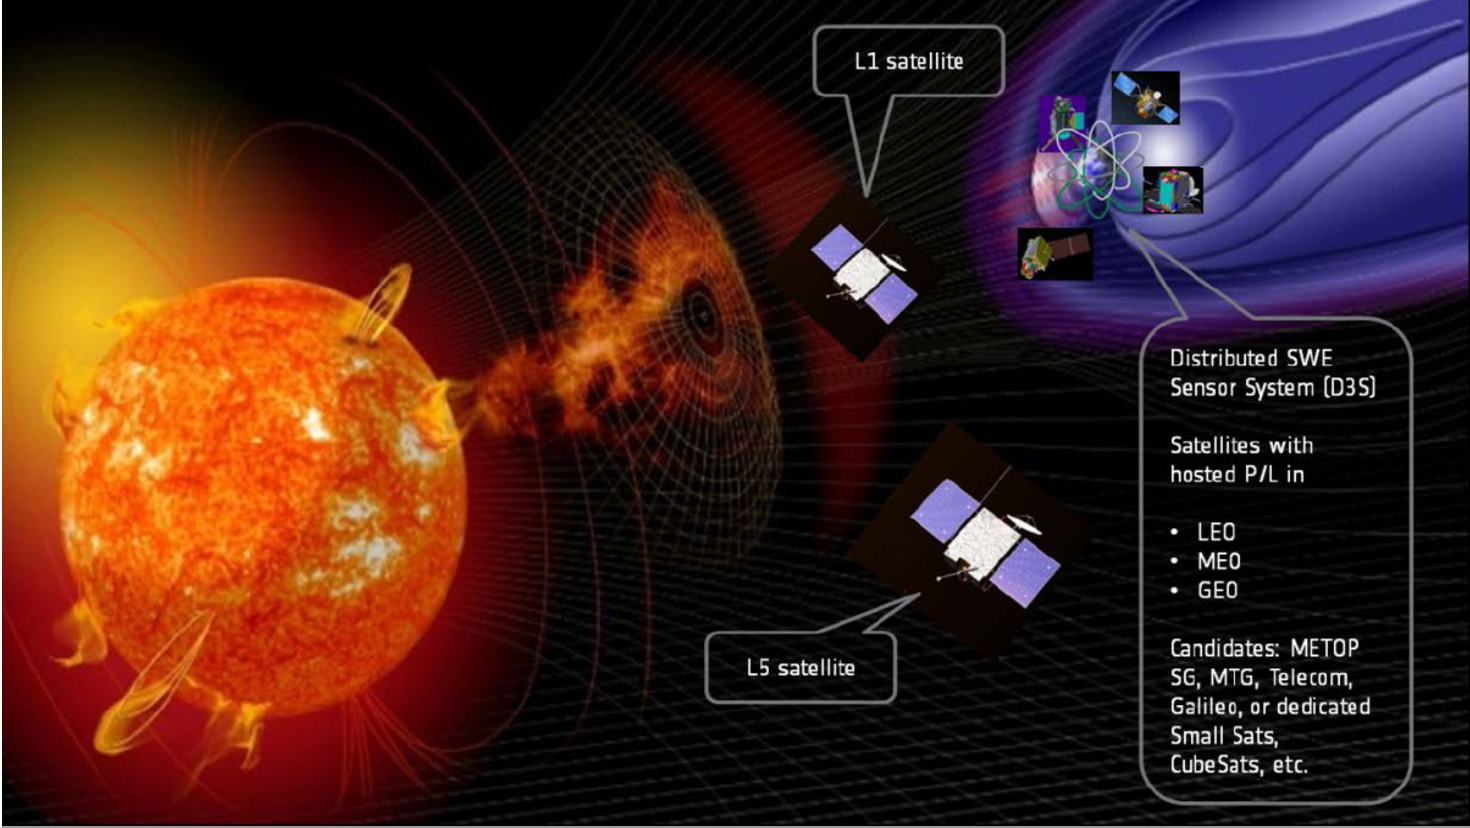 L1 satellite
Distributed SWE
Sensor System (D3S)
Satellites with
hosted P/L in
• LEO
• MEO
• GEO
Candidates: METOP
SG, MTG, Telecom,
Galileo, or dedicated
Small Sats,
CubeSats, etc.
L5 satellite